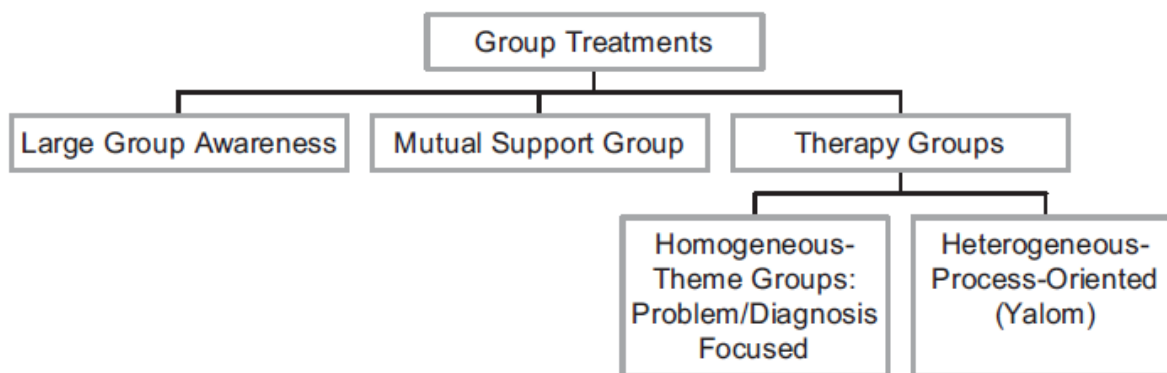 Group Treatments
Large Group Awareness
Mutual Support Group
Therapy Groups
Homogeneous-
Theme Groups:
Problem/Diagnosis
Focused
Heterogeneous-
Process-Oriented
(Yalom)